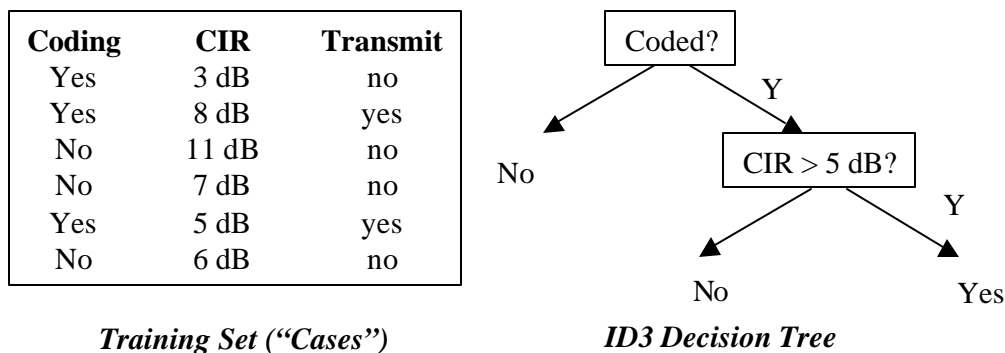 Coding CIR Transmit
Yes 3 dB no
Yes 8 dB yes
No 11 dB no
No 7 dB no
Yes 5 dB yes
No 6 dB no
Training Set (“Cases”)
Coded?
Y
No
CIR > 5 dB?
Y
No
Yes
ID3 Decision Tree